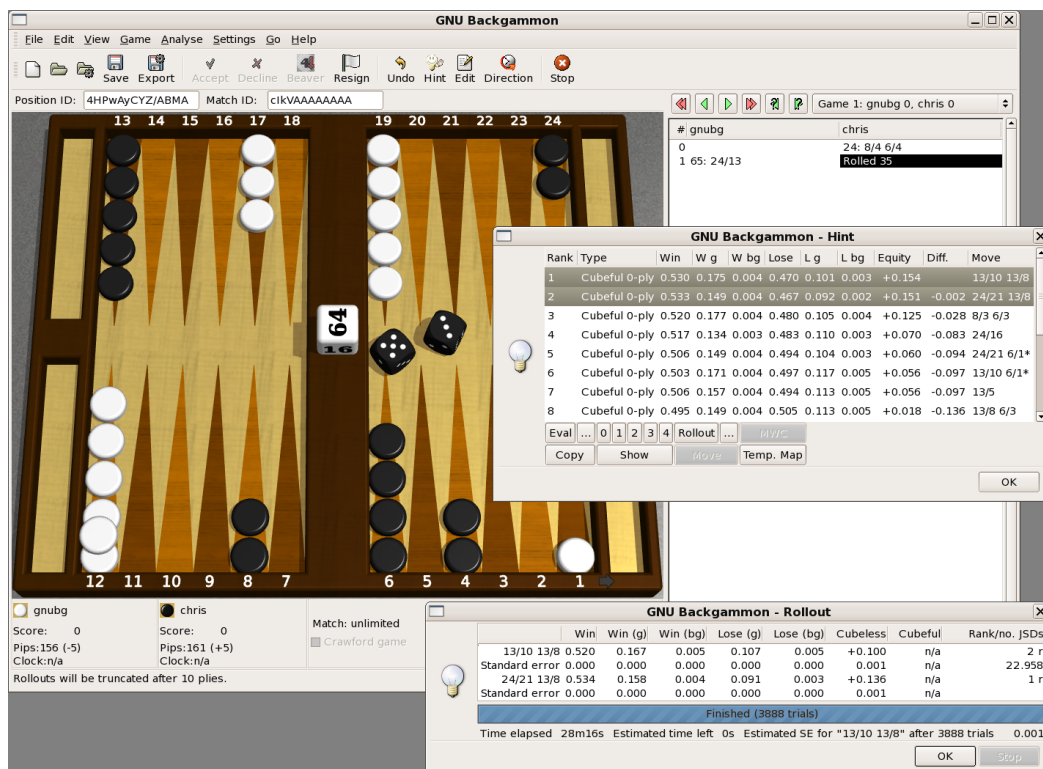 GNU Backgammon
File Edit View Game Analyse Settings Go Help
Save Export Accept Decline Beaver Resign Undo Hint Edit Direction Stop
Position ID: 4HPwAyCYZ/ABMA Match ID: cIkVAAAAAAAA
Game 1: gnubg 0, chris 0
13 14 15 16 17 18 19 20 21 22 23 24
# gnubg chris
0 24: 8/4 6/4
1 65: 24/13 Rolled 35
64
16
12 11 10 9 8 7 6 5 4 3 2 1
GNU Backgammon - Hint
Rank Type Win W g W bg Lose L g L bg Equity Diff. Move
1 Cubeful 0-ply 0.530 0.175 0.004 0.470 0.101 0.003 +0.154 13/10 13/8
2 Cubeful 0-ply 0.533 0.149 0.004 0.467 0.092 0.002 +0.151 -0.002 24/21 13/8
3 Cubeful 0-ply 0.520 0.177 0.004 0.480 0.105 0.004 +0.125 -0.028 8/3 6/3
4 Cubeful 0-ply 0.517 0.134 0.003 0.483 0.110 0.003 +0.070 -0.083 24/16
5 Cubeful 0-ply 0.506 0.149 0.004 0.494 0.104 0.003 +0.060 -0.094 24/21 6/1*
6 Cubeful 0-ply 0.503 0.171 0.004 0.497 0.117 0.005 +0.056 -0.097 13/10 6/1*
7 Cubeful 0-ply 0.506 0.157 0.004 0.494 0.113 0.005 +0.056 -0.097 13/5
8 Cubeful 0-ply 0.495 0.149 0.004 0.505 0.113 0.005 +0.018 -0.136 13/8 6/3
Eval ... 0 1 2 3 4 Rollout ... MWC
Copy Show Move Temp. Map
OK
gnubg
Score: 0
Pips:156 (-5)
Clock:n/a
chris
Score: 0
Pips:161 (+5)
Clock:n/a
Match: unlimited
Crawford game
Rollouts will be truncated after 10 plies.
GNU Backgammon - Rollout
Win Win (g) Win (bg) Lose (g) Lose (bg) Cubeless Cubeful Rank/no. JSDs
13/10 13/8 0.520 0.167 0.005 0.107 0.005 +0.100 n/a 2 r
Standard error 0.000 0.000 0.000 0.000 0.000 0.001 n/a 22.958
24/21 13/8 0.534 0.158 0.004 0.091 0.003 +0.136 n/a 1 r
Standard error 0.000 0.000 0.000 0.000 0.000 0.001 n/a
Finished (3888 trials)
Time elapsed 28m16s Estimated time left 0s Estimated SE for "13/10 13/8" after 3888 trials 0.001
OK Stop